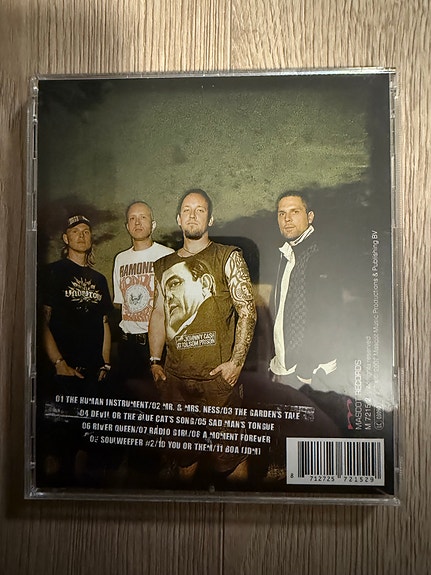 RAMONES
JOHNNY CASH
AT FOLSOM PRISON
01 THE HUMAN INSTRUMENT/02 MR. & MRS. NESS/03 THE GARDEN'S TALE
04 DEVIL OR THE BLUE CAT'S SONG/05 SAD MAN'S TONGUE
06 RIVER QUEEN/07 RADIO GIRL/08 A MOMENT FOREVER
09 SOULWEEPER #2/10 YOU OR THEM/11 BOA (JDM)
MASCOT RECORDS
M 7215
Music Productions & Publishing BV
8 712725 721529